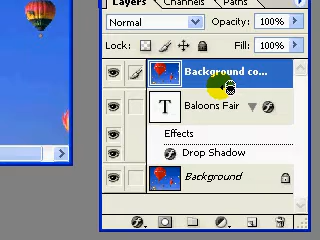 Layers Channels Paths
Normal Opacity: 100%
Lock: Fill: 100%
Background co...
T Baloons Fair
Effects
Drop Shadow
Background